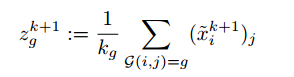 z_g^{k+1} := \frac{1}{k_g} \sum_{\mathcal{G}(i,j)=g} (\tilde{x}_i^{k+1})_j